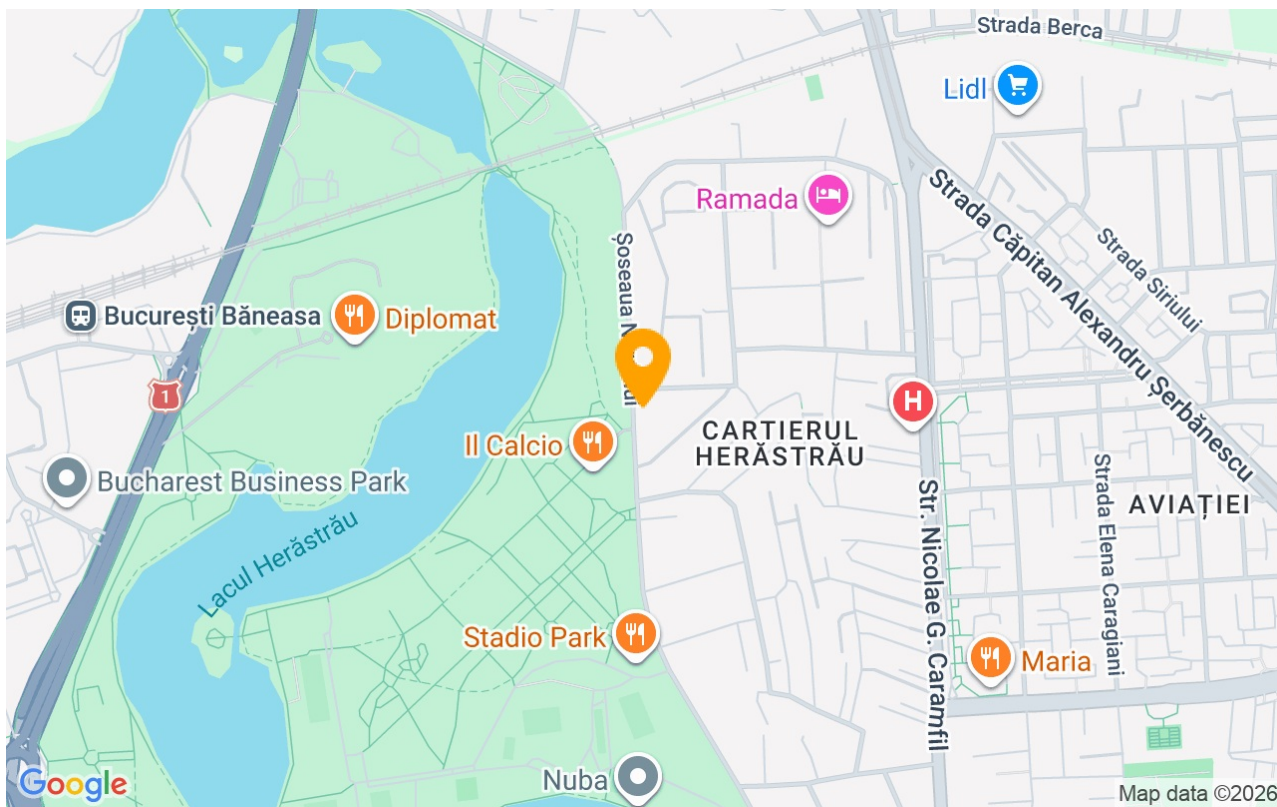 Strada Berca
Lidl
Ramada
Strada Căpitan Alexandru Șerbănescu
Strada Siriului
Șoseaua
București Băneasa
Diplomat
1
H
Il Calcio
CARTIERUL
HERĂSTRĂU
Bucharest Business Park
Lacul Herăstrău
Str. Nicolae G. Caramfil
Strada Elena Caragiani
AVIAȚIEI
Stadio Park
Maria
Nuba
Google
Map data ©2026